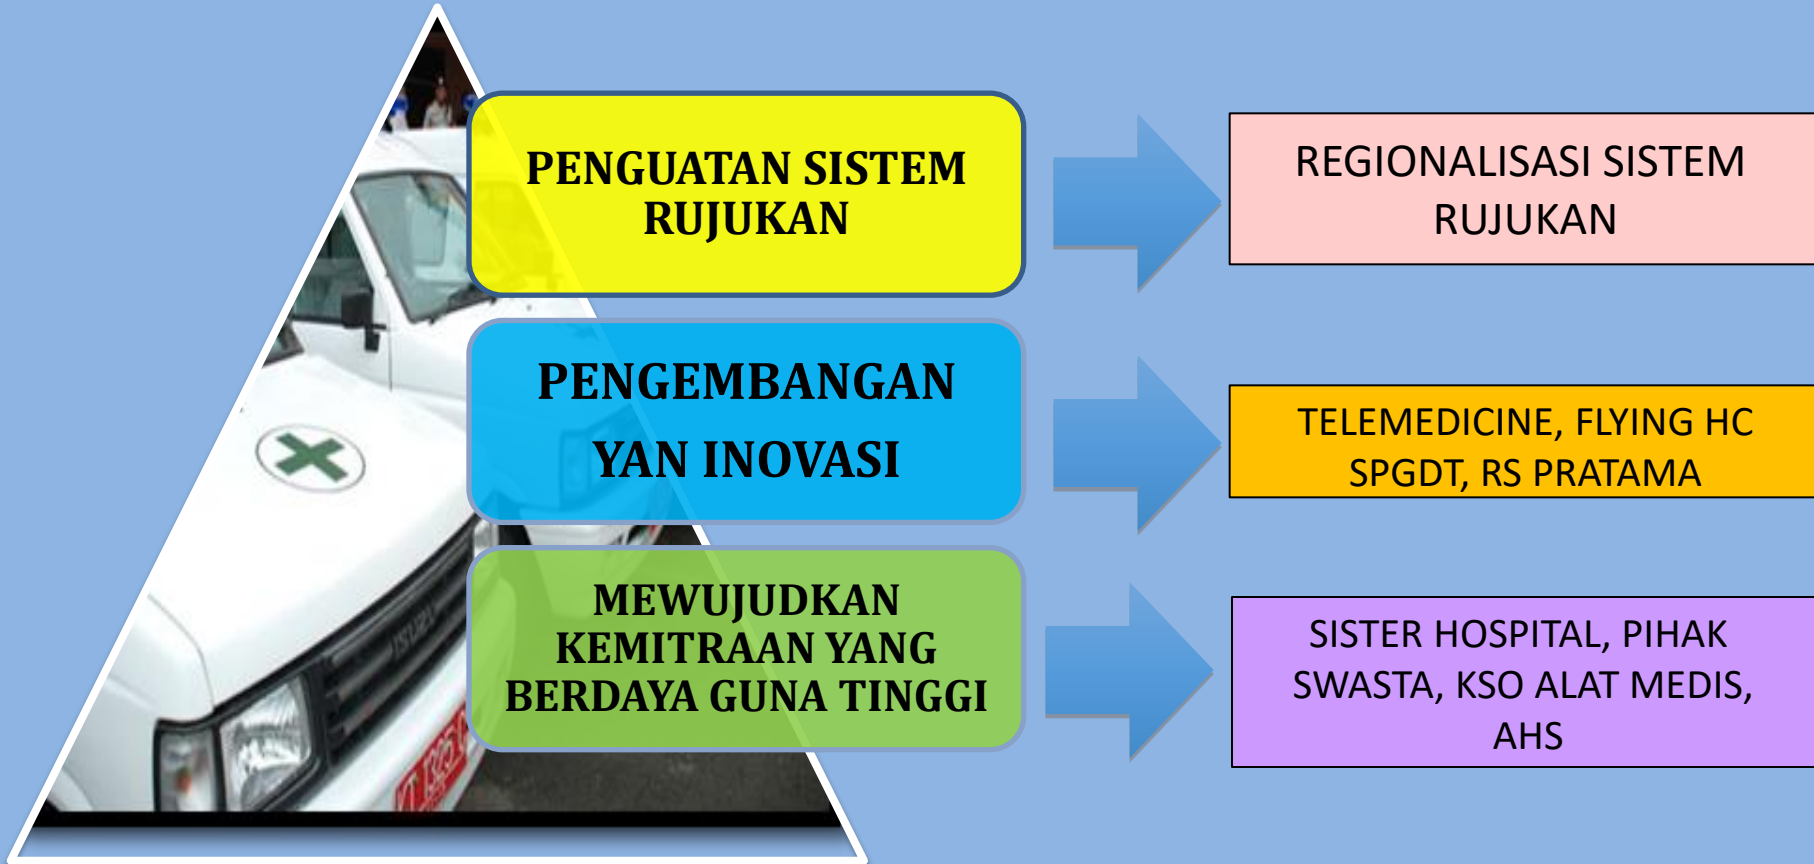 PENGUATAN SISTEM
RUJUKAN
REGIONALISASI SISTEM
RUJUKAN
PENGEMBANGAN
YAN INOVASI
TELEMEDICINE, FLYING HC
SPGDT, RS PRATAMA
MEWUJUDKAN
KEMITRAAN YANG
BERDAYA GUNA TINGGI
SISTER HOSPITAL, PIHAK
SWASTA, KSO ALAT MEDIS,
AHS
ISUZU